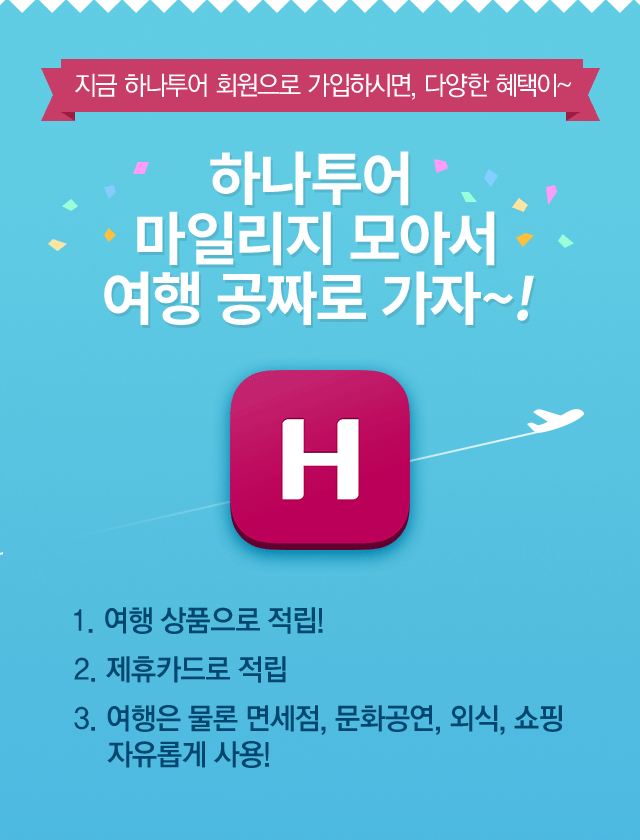 지금 하나투어 회원으로 가입하시면, 다양한 혜택이~
하나투어
마일리지 모아서
여행 공짜로 가자~!
H
1. 여행 상품으로 적립!
2. 제휴카드로 적립
3. 여행은 물론 면세점, 문화공연, 외식, 쇼핑
자유롭게 사용!